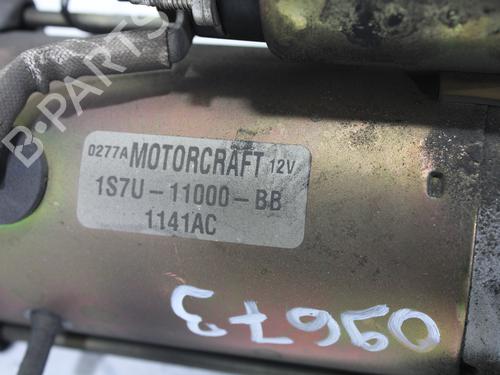 B-PARTS
0277A MOTORCRAFT 12V
1S7U-11000-BB
1141AC
09673